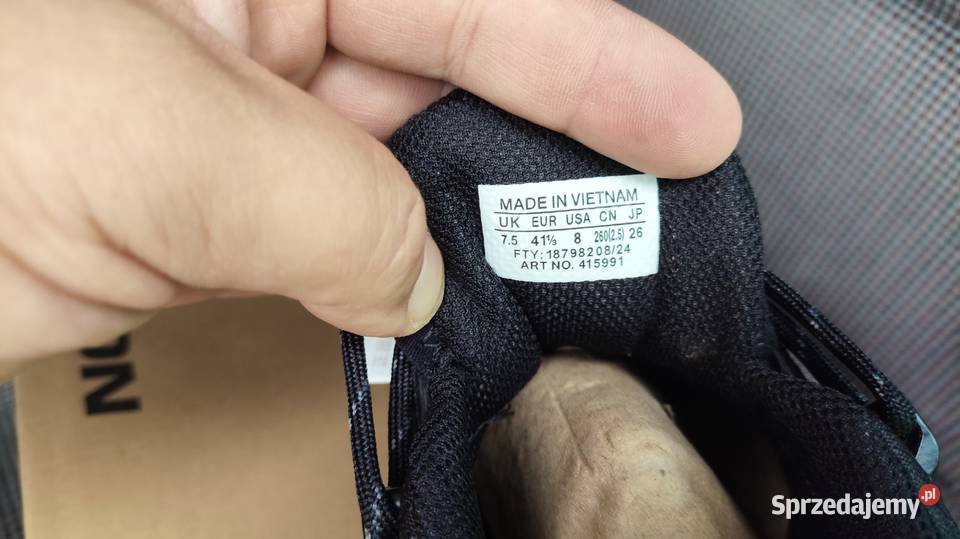 MADE IN VIETNAM
UK EUR USA CN JP
7.5 41⅓ 8 260(2.5) 26
FTY: 18798208/24
ART NO. 415991
Sprzedajemy.pl